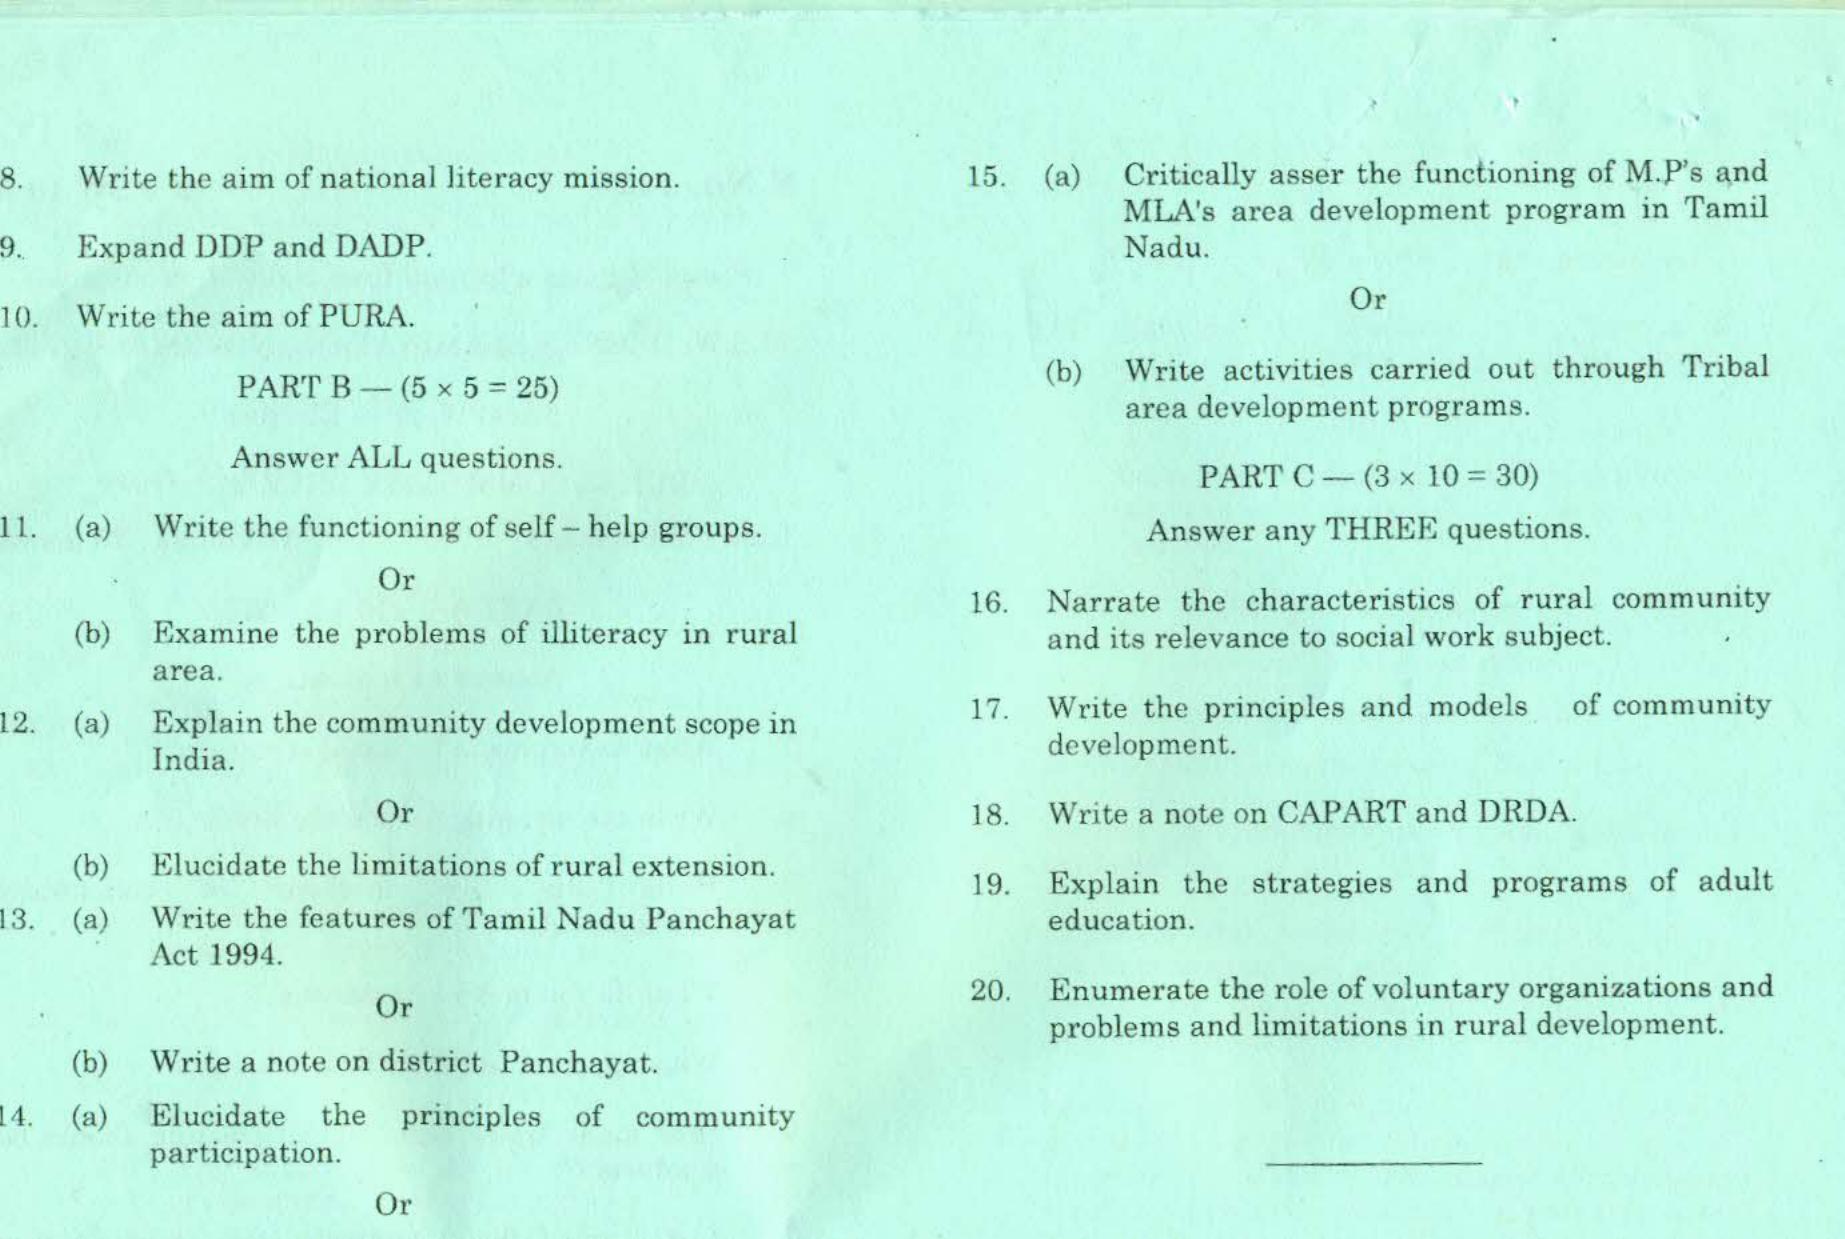 8. Write the aim of national literacy mission.
9. Expand DDP and DADP.
10. Write the aim of PURA.
PART B — (5 × 5 = 25)
Answer ALL questions.
11. (a) Write the functioning of self – help groups.
Or
(b) Examine the problems of illiteracy in rural
area.
12. (a) Explain the community development scope in
India.
Or
(b) Elucidate the limitations of rural extension.
13. (a) Write the features of Tamil Nadu Panchayat
Act 1994.
Or
(b) Write a note on district Panchayat.
14. (a) Elucidate the principles of community
participation.
Or
15. (a) Critically asser the functioning of M.P's and
MLA's area development program in Tamil
Nadu.
Or
(b) Write activities carried out through Tribal
area development programs.
PART C — (3 × 10 = 30)
Answer any THREE questions.
16. Narrate the characteristics of rural community
and its relevance to social work subject.
17. Write the principles and models of community
development.
18. Write a note on CAPART and DRDA.
19. Explain the strategies and programs of adult
education.
20. Enumerate the role of voluntary organizations and
problems and limitations in rural development.